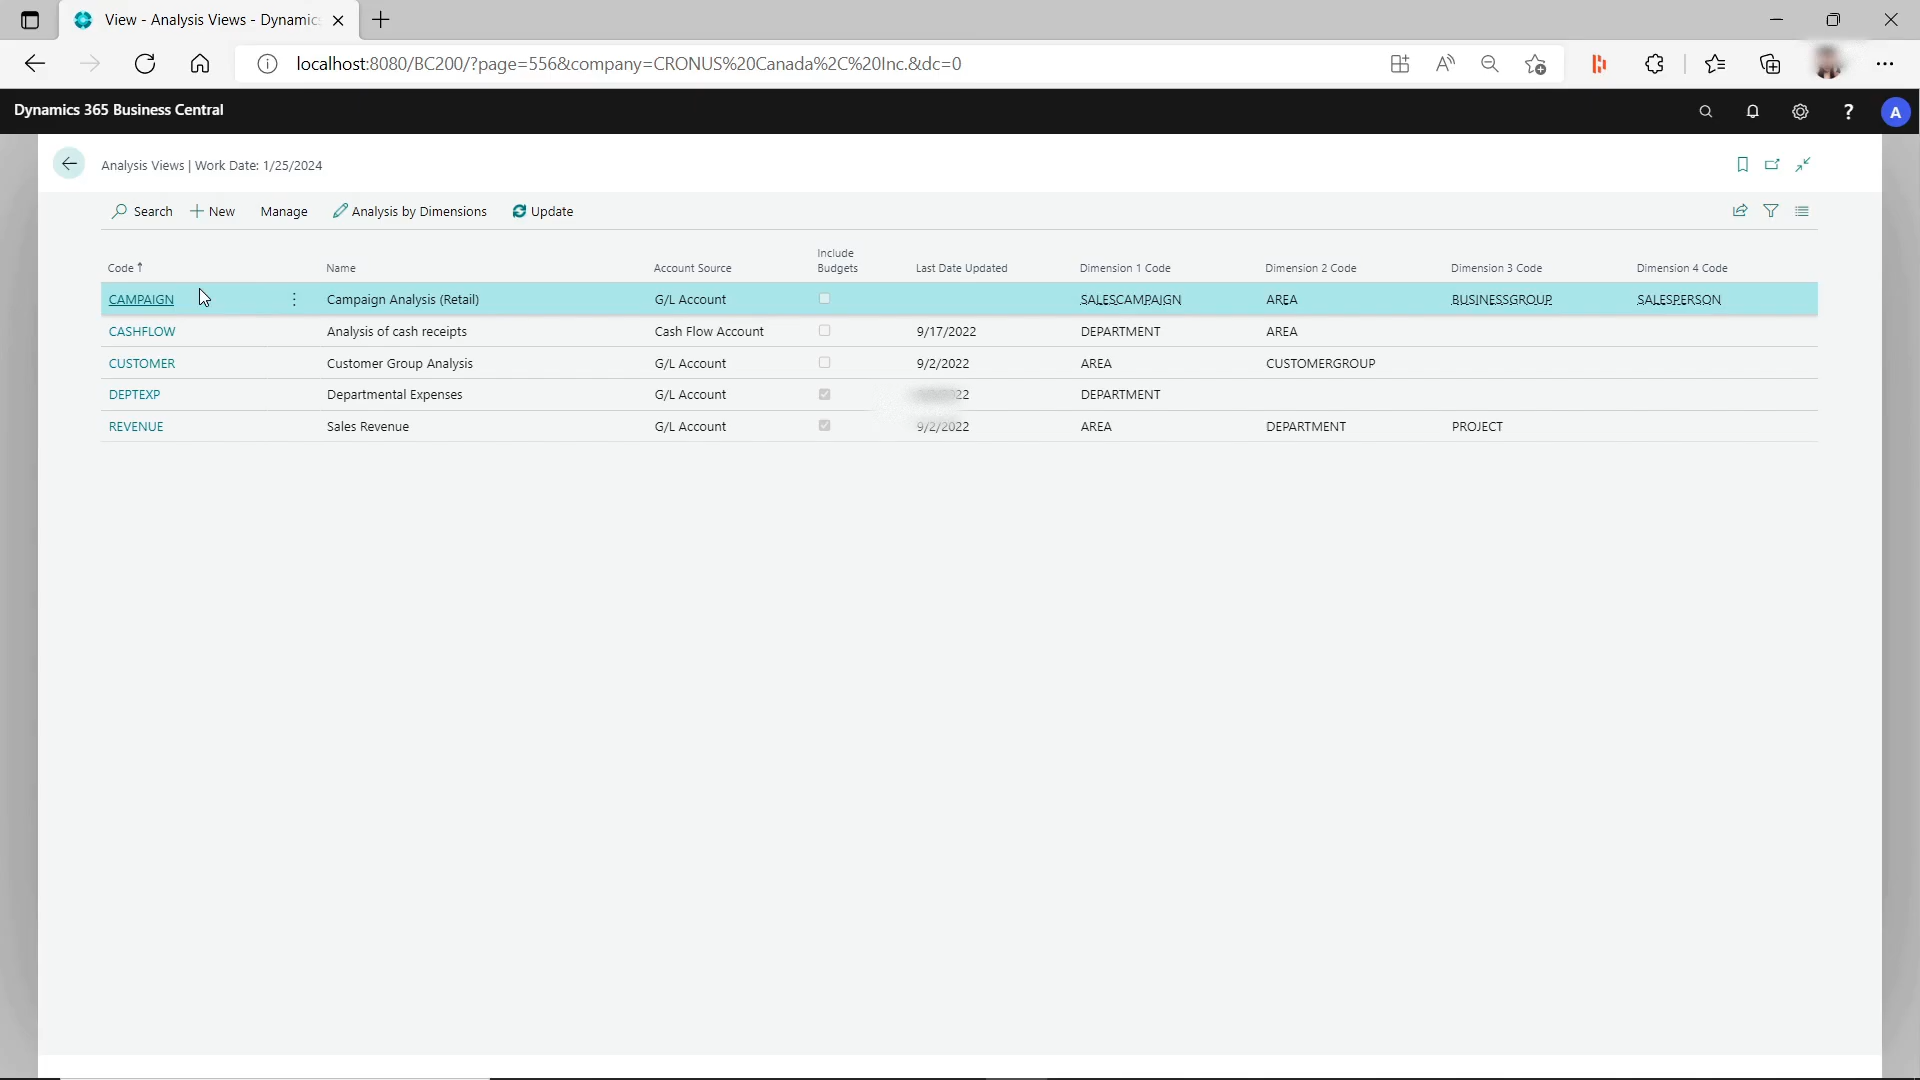 View - Analysis Views - Dynamic
localhost:8080/BC200/?page=556&company=CRONUS%20Canada%2C%20Inc.&dc=0
Dynamics 365 Business Central
? A
Analysis Views | Work Date: 1/25/2024
Search New Manage Analysis by Dimensions Update
Code ↑ Name Account Source Include Budgets Last Date Updated Dimension 1 Code Dimension 2 Code Dimension 3 Code Dimension 4 Code
CAMPAIGN Campaign Analysis (Retail) G/L Account SALESCAMPAIGN AREA BUSINESSGROUP SALESPERSON
CASHFLOW Analysis of cash receipts Cash Flow Account 9/17/2022 DEPARTMENT AREA
CUSTOMER Customer Group Analysis G/L Account 9/2/2022 AREA CUSTOMERGROUP
DEPTEXP Departmental Expenses G/L Account DEPARTMENT
REVENUE Sales Revenue G/L Account 9/2/2022 AREA DEPARTMENT PROJECT